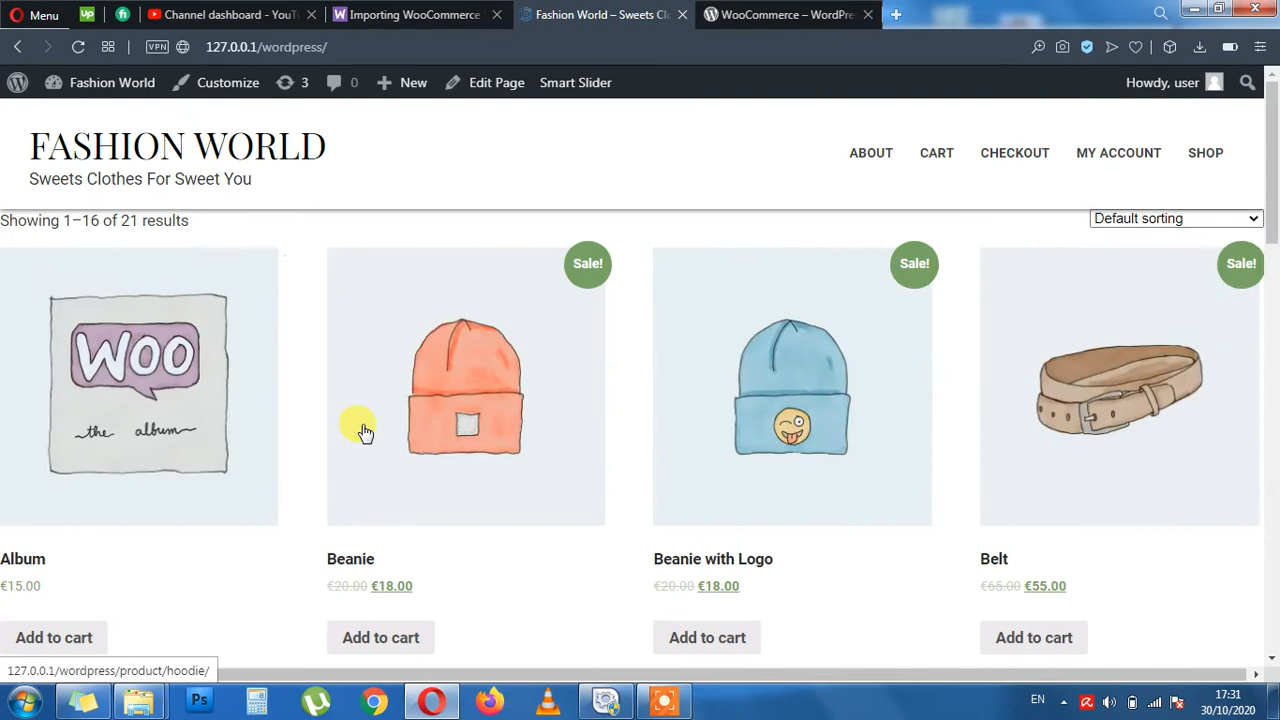 Menu
Channel dashboard - YouT
Importing WooCommerce
Fashion World – Sweets Cl
WooCommerce – WordPre
VPN 127.0.0.1/wordpress/
Fashion World Customize 3 0 New Edit Page Smart Slider Howdy, user
FASHION WORLD
Sweets Clothes For Sweet You
ABOUT CART CHECKOUT MY ACCOUNT SHOP
Showing 1–16 of 21 results
Default sorting
Sale!
Sale!
Sale!
WOO
the album
Album
€15.00
Add to cart
Beanie
€20.00 €18.00
Add to cart
Beanie with Logo
€20.00 €18.00
Add to cart
Belt
€65.00 €55.00
Add to cart
127.0.0.1/wordpress/product/hoodie/
Ps
EN
17:31
30/10/2020